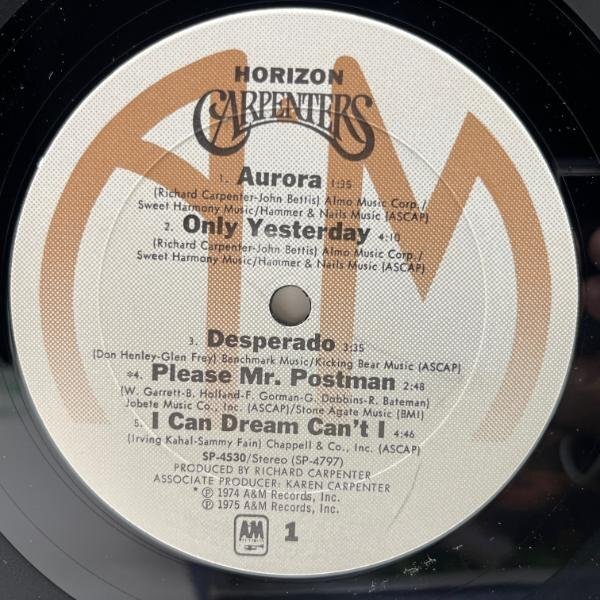 HORIZON
CARPENTERS
1. Aurora 1:35
(Richard Carpenter-John Bettis) Almo Music Corp./
Sweet Harmony Music/Hammer & Nails Music (ASCAP)
2. Only Yesterday 4:10
(Richard Carpenter-John Bettis) Almo Music Corp./
Sweet Harmony Music/Hammer & Nails Music (ASCAP)
3. Desperado 3:35
(Don Henley-Glen Frey) Benchmark Music/Kicking Bear Music (ASCAP)
*4. Please Mr. Postman 2:48
(W. Garrett-B. Holland-F. Gorman-G. Dobbins-R. Bateman)
Jobete Music Co., Inc. (ASCAP)/Stone Agate Music (BMI)
5. I Can Dream Can't I 4:46
(Irving Kahal-Sammy Fain) Chappell & Co., Inc. (ASCAP)
SP-4530/Stereo (SP-4797)
PRODUCED BY RICHARD CARPENTER
ASSOCIATE PRODUCER: KAREN CARPENTER
* ℗ 1974 A&M Records, Inc.
℗ 1975 A&M Records, Inc.
A&M 1